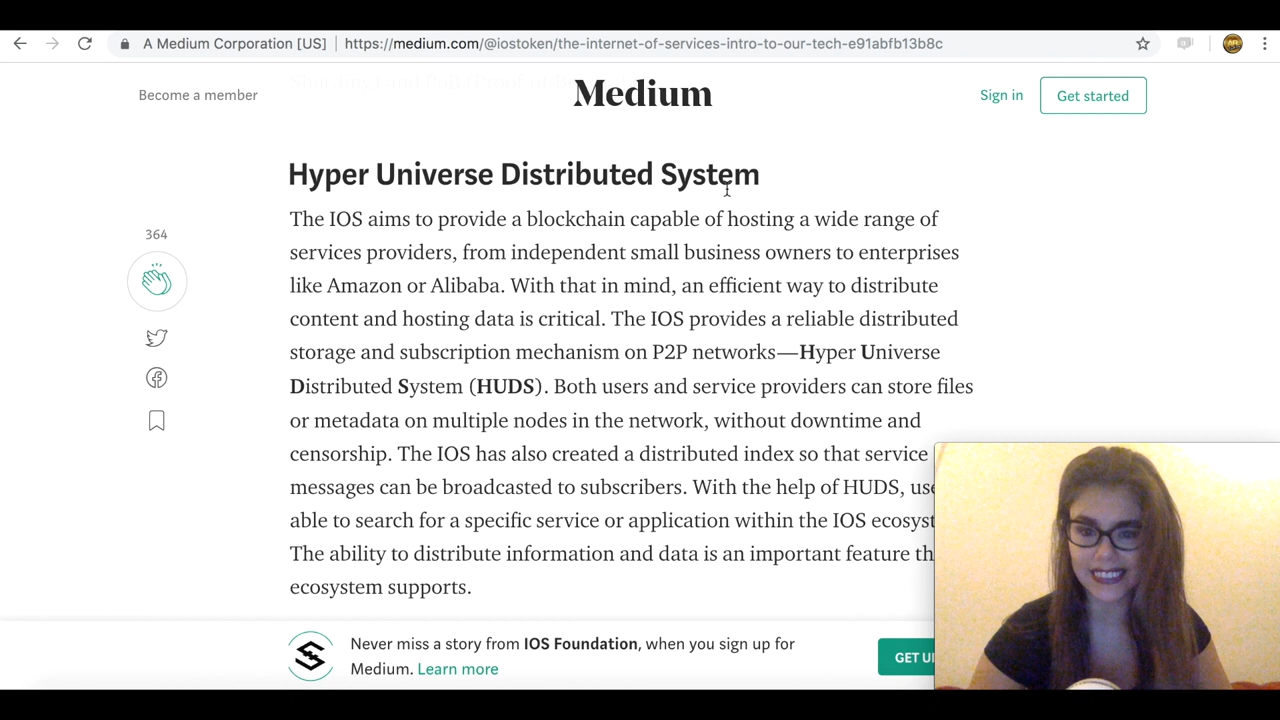 A Medium Corporation [US]
https://medium.com/@iostoken/the-internet-of-services-intro-to-our-tech-e91abfb13b8c
Become a member
Medium
Sign in
Get started
Hyper Universe Distributed System
364
The IOS aims to provide a blockchain capable of hosting a wide range of
services providers, from independent small business owners to enterprises
like Amazon or Alibaba. With that in mind, an efficient way to distribute
content and hosting data is critical. The IOS provides a reliable distributed
storage and subscription mechanism on P2P networks—Hyper Universe
Distributed System (HUDS). Both users and service providers can store files
or metadata on multiple nodes in the network, without downtime and
censorship. The IOS has also created a distributed index so that service
messages can be broadcasted to subscribers. With the help of HUDS,
able to search for a specific service or application within the IOS
The ability to distribute information and data is an important feature
ecosystem supports.
Never miss a story from IOS Foundation, when you sign up for
Medium. Learn more
GET